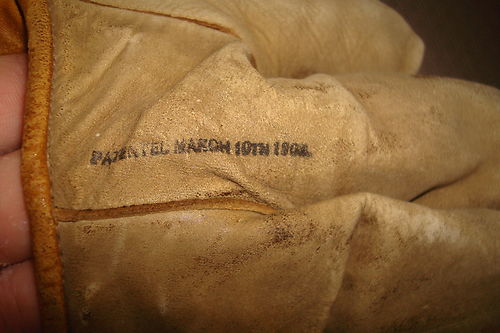 PATENTED MARCH 10TH 1908.